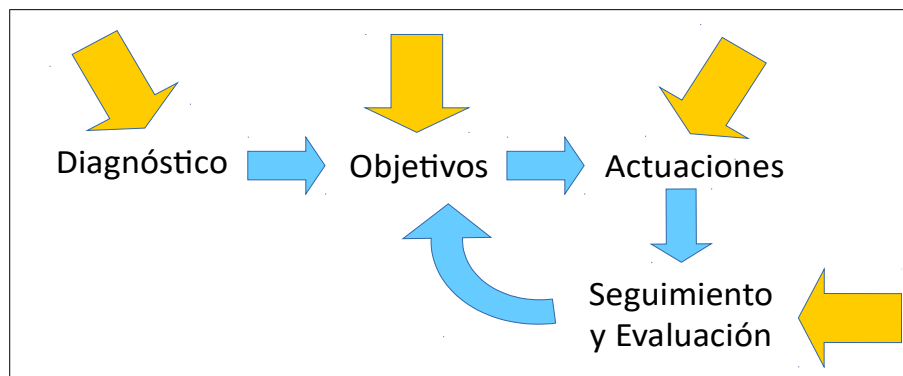 Diagnóstico
Objetivos
Actuaciones
Seguimiento
y Evaluación